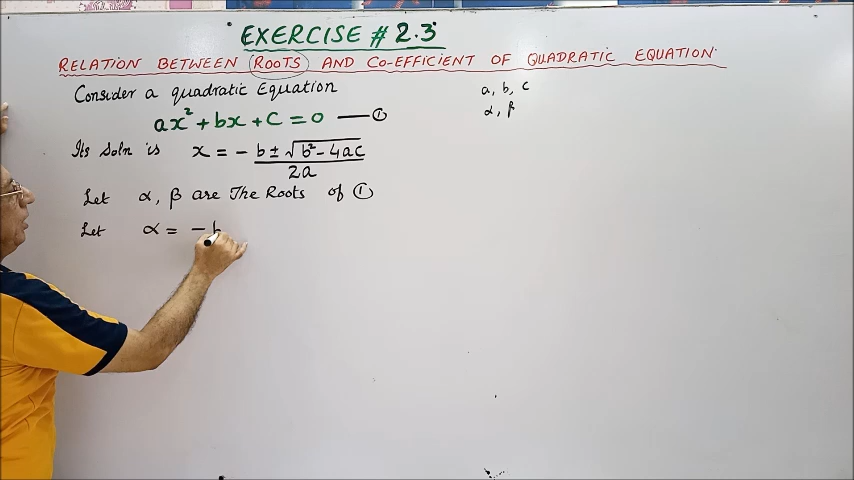 EXERCISE # 2.3
RELATION BETWEEN ROOTS AND CO-EFFICIENT OF QUADRATIC EQUATION.
Consider a quadratic Equation
a, b, c
α, β
ax² + bx + c = 0 — ①
Its Soln is x = - b ± √b² - 4ac / 2a
Let α, β are The Roots of ①
Let α = - b